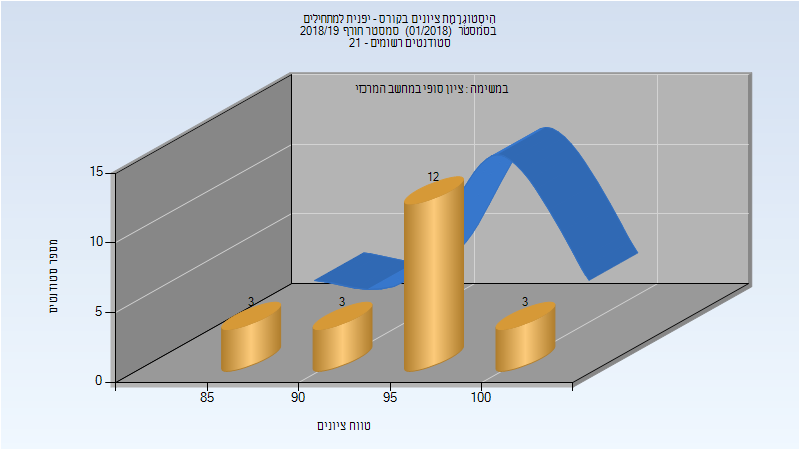 היסטוגרמת ציונים בקורס - יפנית למתחילים
בסמסטר (01/2018) סמסטר חורף 2018/19
סטודנטים רשומים - 21
במשימה : ציון סופי במחשב המרכזי
מספר סטודנטים
15
10
5
0
3
3
12
3
85
90
95
100
טווח ציונים